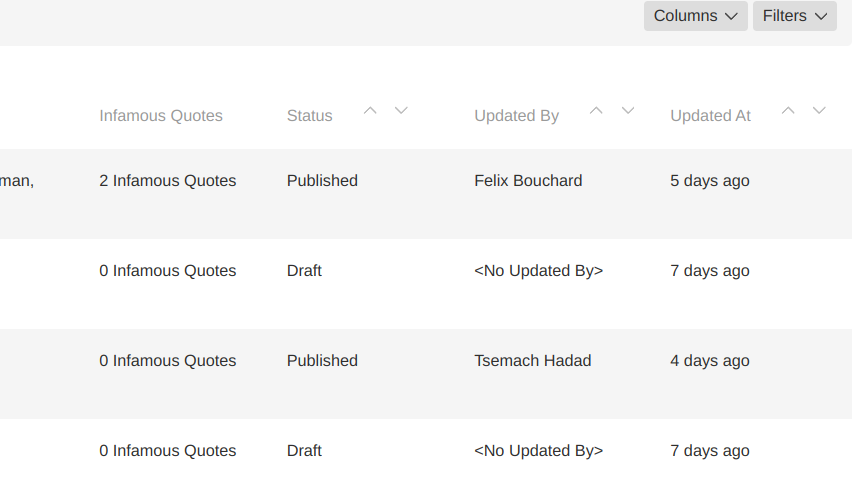 Columns Filters
Infamous Quotes Status Updated By Updated At
man, 2 Infamous Quotes Published Felix Bouchard 5 days ago
0 Infamous Quotes Draft <No Updated By> 7 days ago
0 Infamous Quotes Published Tsemach Hadad 4 days ago
0 Infamous Quotes Draft <No Updated By> 7 days ago